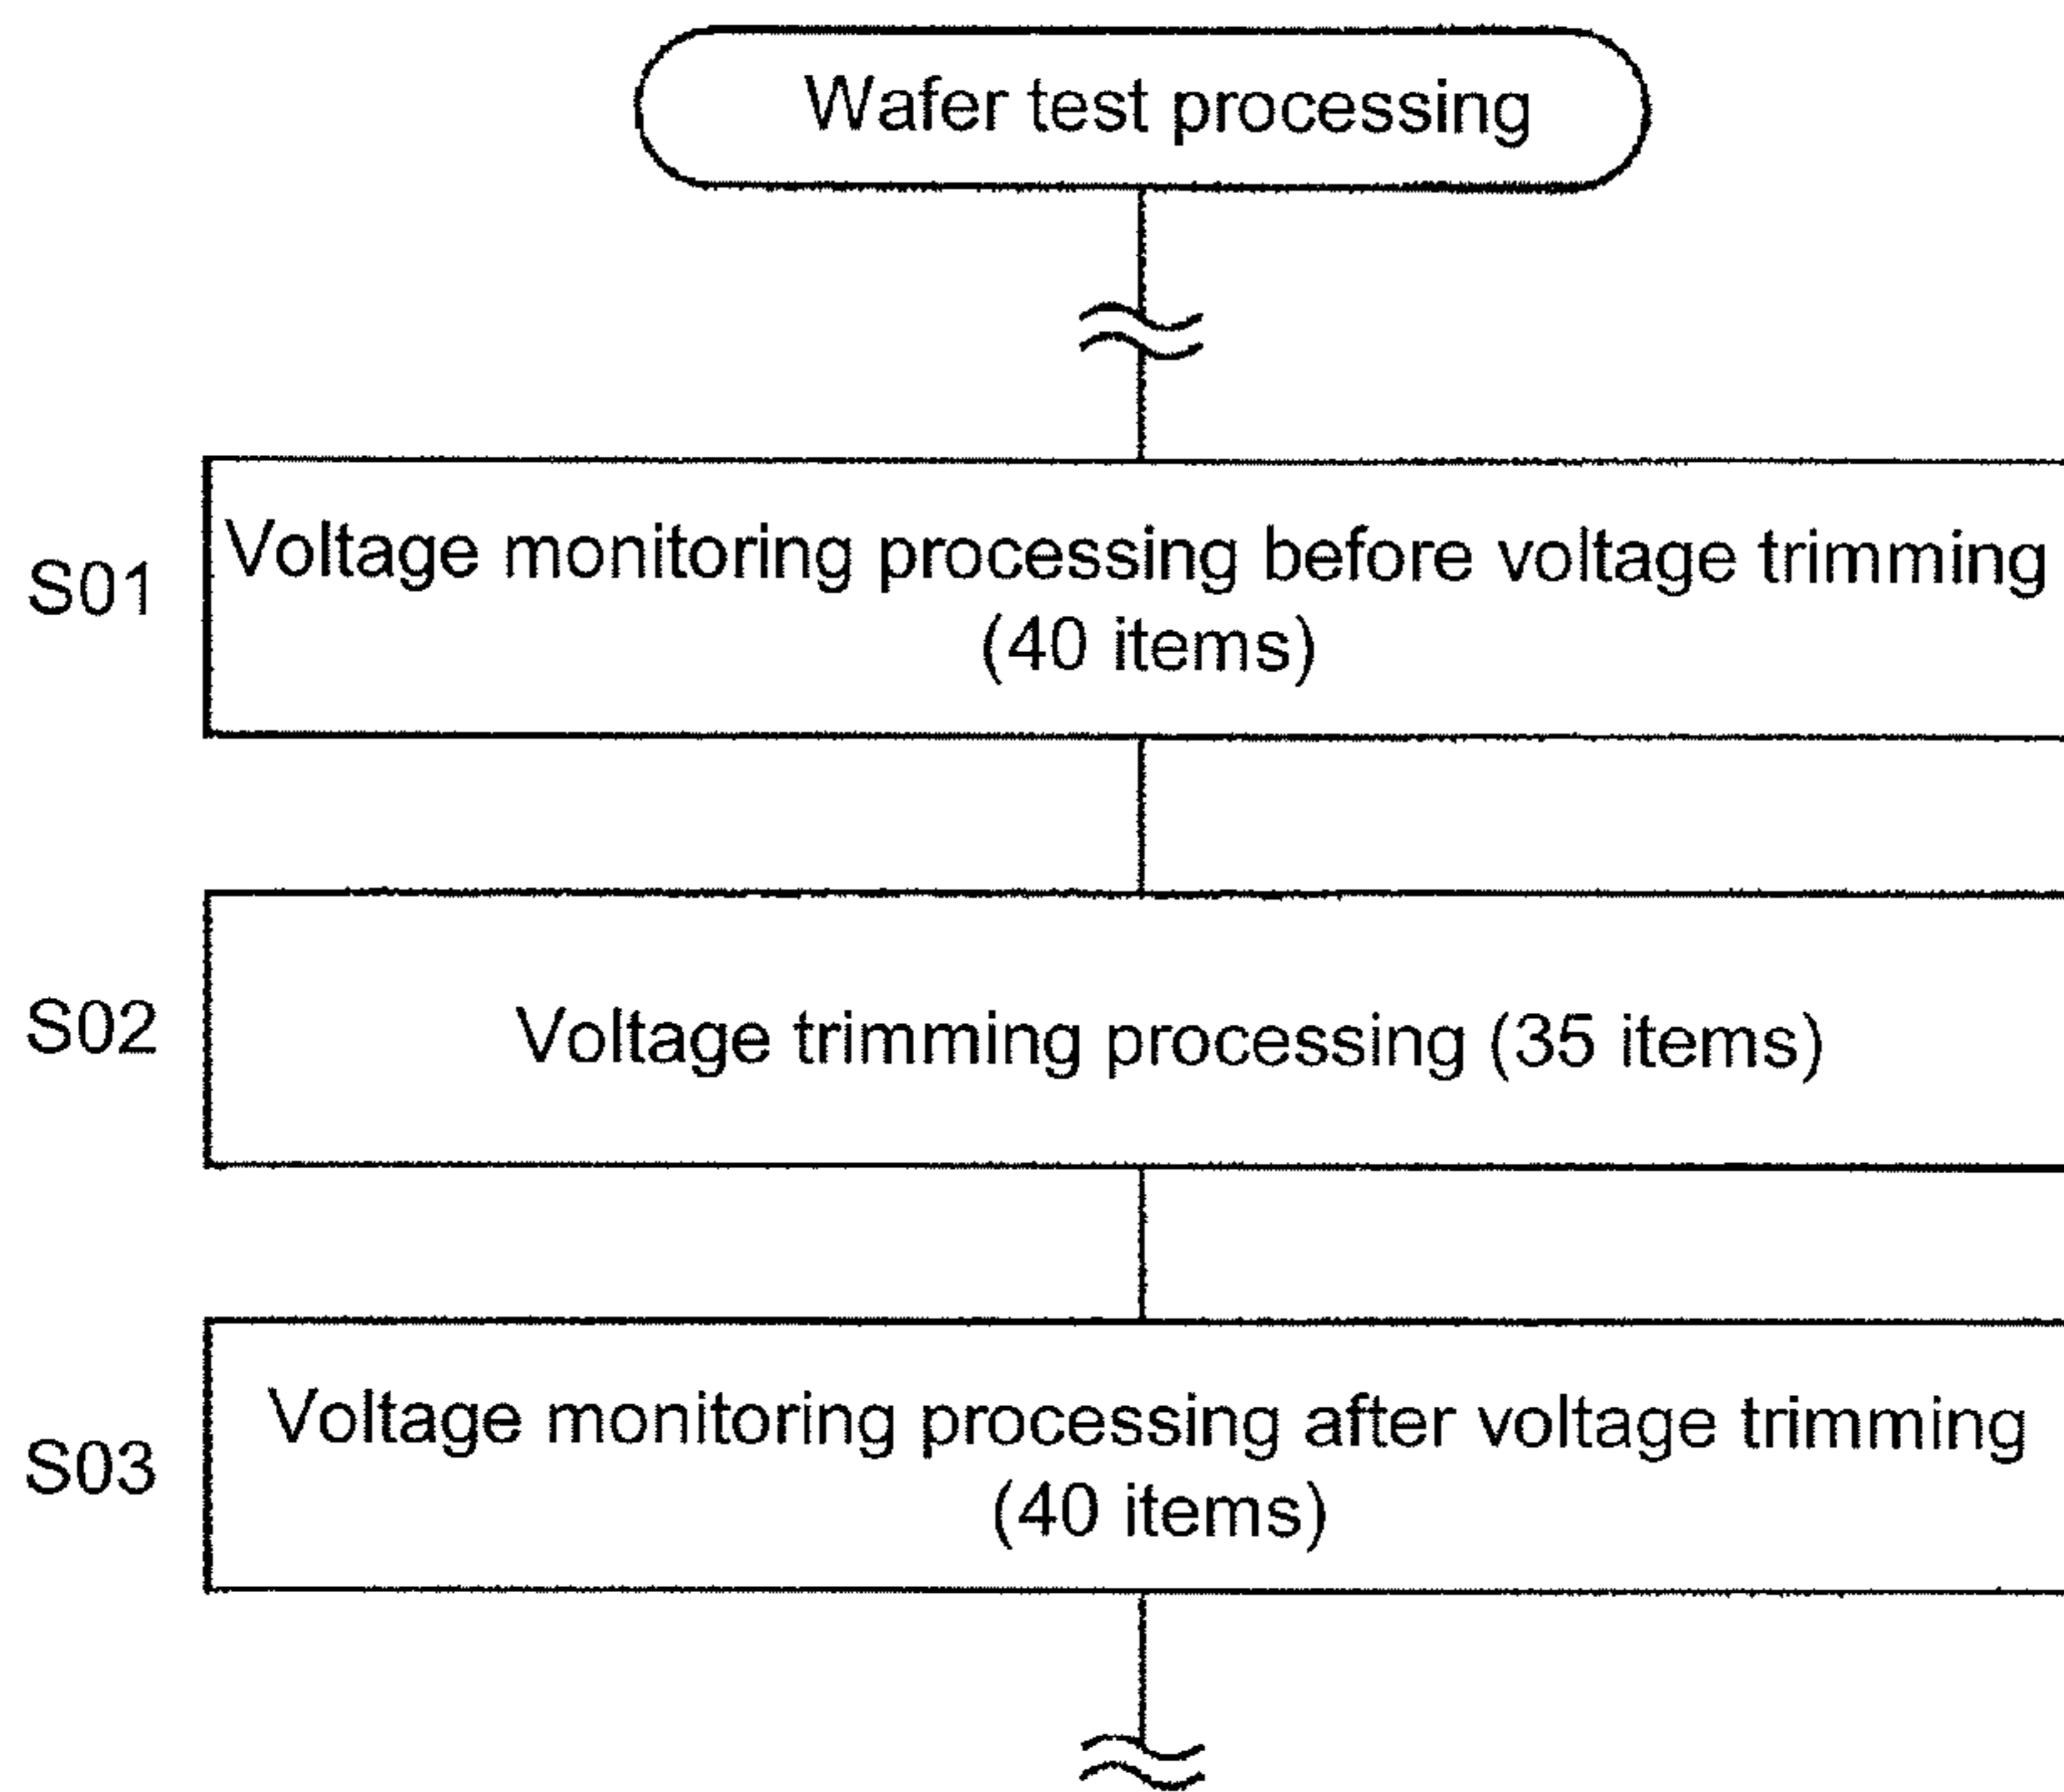 Wafer test processing
S01
Voltage monitoring processing before voltage trimming
(40 items)
S02
Voltage trimming processing (35 items)
S03
Voltage monitoring processing after voltage trimming
(40 items)